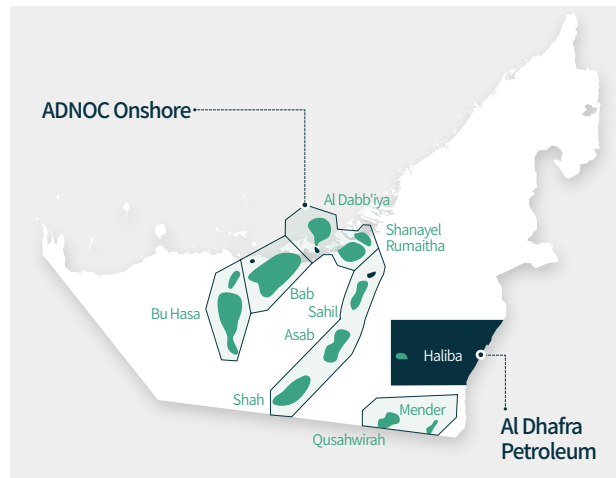 ADNOC Onshore
Al Dabb'iya
Shanayel
Rumaitha
Bab
Bu Hasa
Sahil
Asab
Haliba
Shah
Mender
Qusahwirah
Al Dhafra
Petroleum